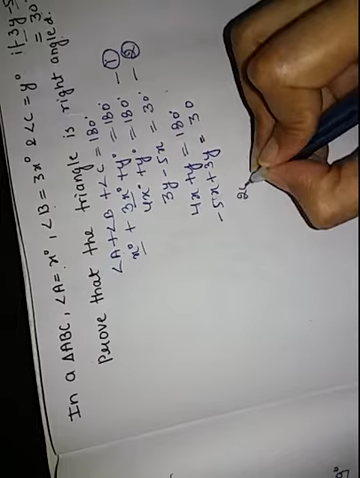 In a ΔABC, ∠A = x°, ∠B = 3x° & ∠C = y° if 3y-5
= 30.
Prove that the triangle is right angled.
∠A+∠B+∠C = 180°
x° + 3x° + y° = 180°
4x° + y° = 180° — ①
3y - 5x = 30° — ②
4x + y = 180°
-5x + 3y = 30